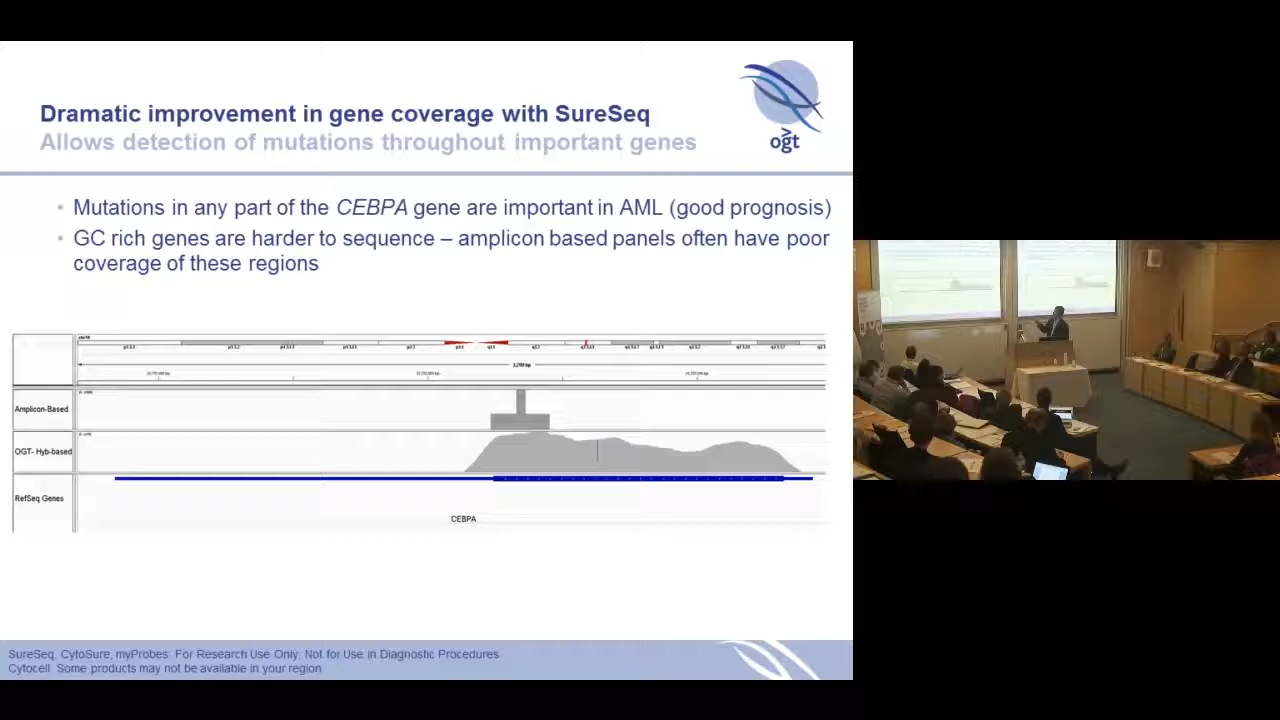 Dramatic improvement in gene coverage with SureSeq
Allows detection of mutations throughout important genes
ogt
• Mutations in any part of the CEBPA gene are important in AML (good prognosis)
• GC rich genes are harder to sequence – amplicon based panels often have poor
coverage of these regions
Amplicon-Based
OGT- Hyb-based
RefSeq Genes
CEBPA
SureSeq, CytoSure, myProbes: For Research Use Only; Not for Use in Diagnostic Procedures
Cytocell: Some products may not be available in your region